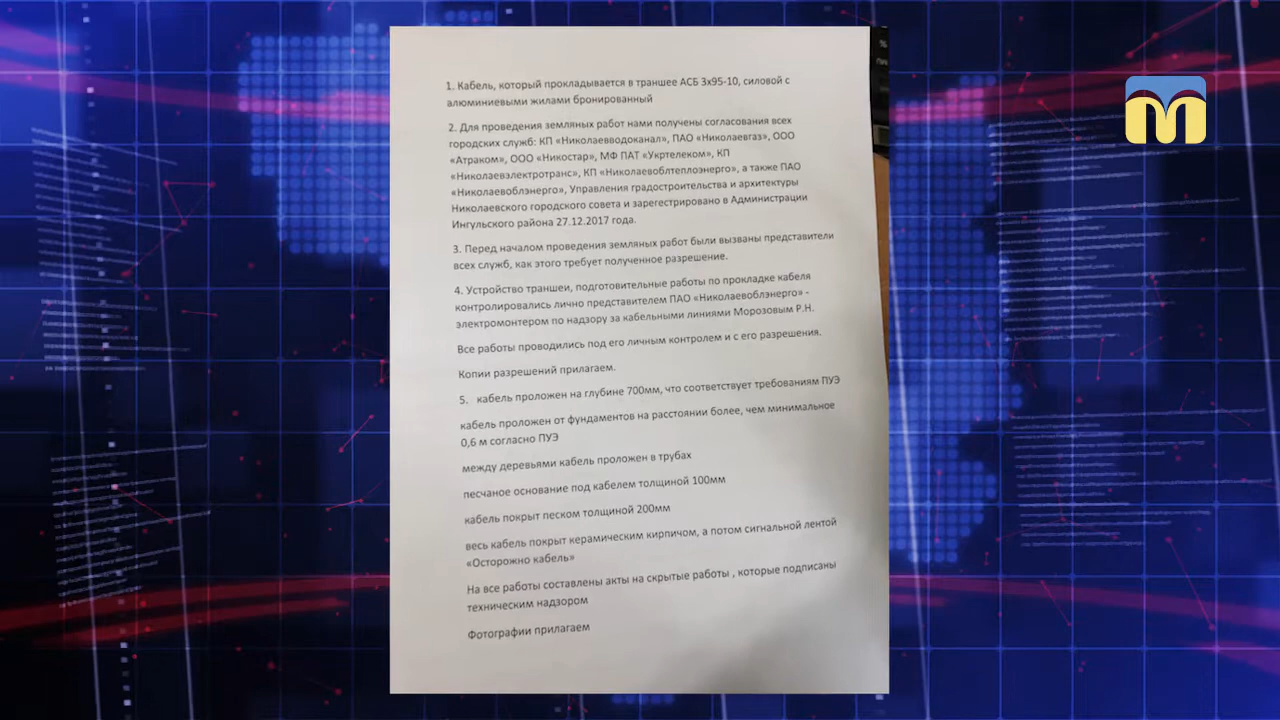 1. Кабель, который прокладывается в траншее АСБ 3х95-10, силовой с
алюминиевыми жилами бронированный
2. Для проведения земляных работ нами получены согласования всех
городских служб: КП «Николаевводоканал», ПАО «Николаевгаз», ООО
«Атраком», ООО «Никостар», МФ ПАТ «Укртелеком», КП
«Николаевэлектротранс», КП «Николаевоблтеплоэнерго», а также ПАО
«Николаевоблэнерго», Управления градостроительства и архитектуры
Николаевского городского совета и зарегестрировано в Администрации
Ингульского района 27.12.2017 года.
3. Перед началом проведения земляных работ были вызваны представители
всех служб, как этого требует полученное разрешение.
4. Устройство траншеи, подготовительные работы по прокладке кабеля
контролировались лично представителем ПАО «Николаевоблэнерго» -
электромонтером по надзору за кабельными линиями Морозовым Р.Н.
Все работы проводились под его личным контролем и с его разрешения.
Копии разрешений прилагаем.
5. кабель проложен на глубине 700мм, что соответствует требованиям ПУЭ
кабель проложен от фундаментов на расстоянии более, чем минимальное
0,6 м согласно ПУЭ
между деревьями кабель проложен в трубах
песчаное основание под кабелем толщиной 100мм
кабель покрыт песком толщиной 200мм
весь кабель покрыт керамическим кирпичом, а потом сигнальной лентой
«Осторожно кабель»
На все работы составлены акты на скрытые работы , которые подписаны
техническим надзором
Фотографии прилагаем